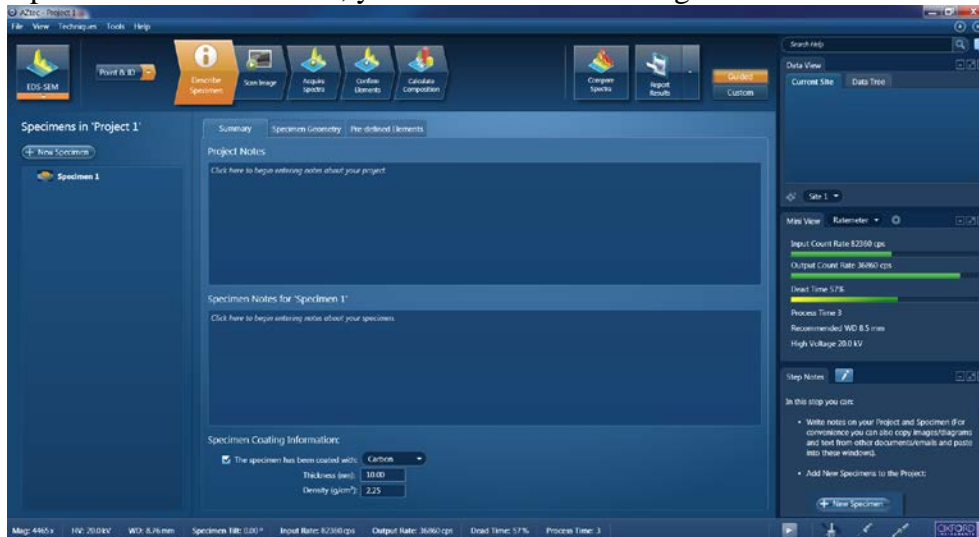 AZtec - Project 1
File View Techniques Tools Help
EDS-SEM
Point & ID
Describe Specimen
Scan Image
Acquire Spectra
Confirm Elements
Calculate Composition
Compare Spectra
Report Results
Guided
Custom
Search Help
Data View
Current Site Data Tree
Site 1
Specimens in 'Project 1'
+ New Specimen
Specimen 1
Summary Specimen Geometry Pre-defined Elements
Project Notes
Click here to begin entering notes about your project.
Specimen Notes for 'Specimen 1'
Click here to begin entering notes about your specimen.
Specimen Coating Information:
The specimen has been coated with: Carbon
Thickness (nm): 10.00
Density (g/cm³): 2.25
Mini View Ratemeter
Input Count Rate 82360 cps
Output Count Rate 36860 cps
Dead Time 57%
Process Time 3
Recommended WD 8.5 mm
High Voltage 20.0 kV
Step Notes
In this step you can:
• Write notes on your Project and Specimen (For
convenience you can also copy images/diagrams
and text from other documents/emails and paste
into these windows).
• Add New Specimens to the Project:
+ New Specimen
Mag: 4465 x HV: 20.0 kV WD: 8.76 mm Specimen Tilt: 0.00 ° Input Rate: 82360 cps Output Rate: 36860 cps Dead Time: 57 % Process Time: 3
OXFORD